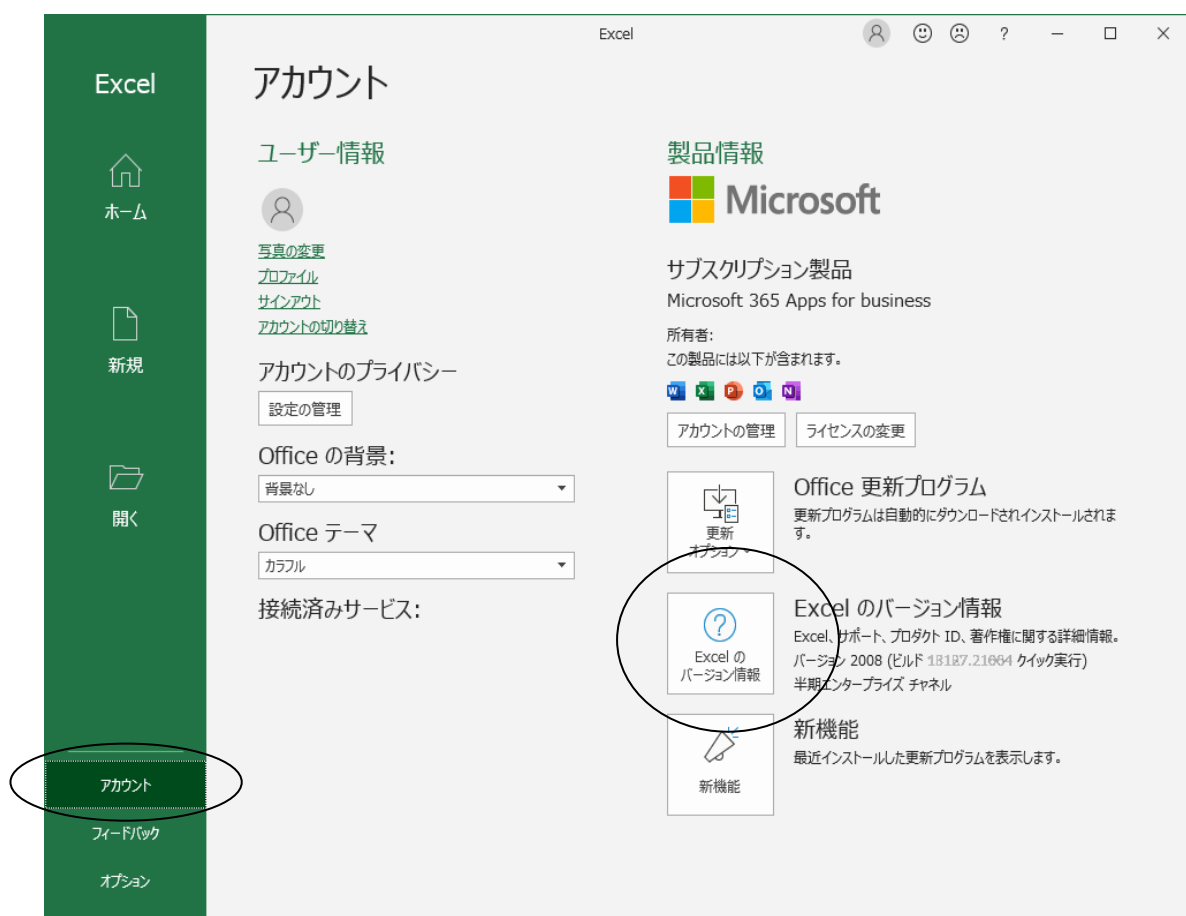 Excel
?
Excel
ホーム
新規
開く
アカウント
フィードバック
オプション
アカウント
ユーザー情報
写真の変更
プロファイル
サインアウト
アカウントの切り替え
アカウントのプライバシー
設定の管理
Office の背景:
背景なし
Office テーマ
カラフル
接続済みサービス:
製品情報
Microsoft
サブスクリプション製品
Microsoft 365 Apps for business
所有者:
この製品には以下が含まれます。
W X P O N
アカウントの管理
ライセンスの変更
更新
オプション
Office 更新プログラム
更新プログラムは自動的にダウンロードされインストールされま
す。
?
Excel の
バージョン情報
Excel のバージョン情報
Excel、サポート、プロダクト ID、著作権に関する詳細情報。
バージョン 2008 (ビルド クイック実行)
半期エンタープライズ チャネル
新機能
新機能
最近インストールした更新プログラムを表示します。